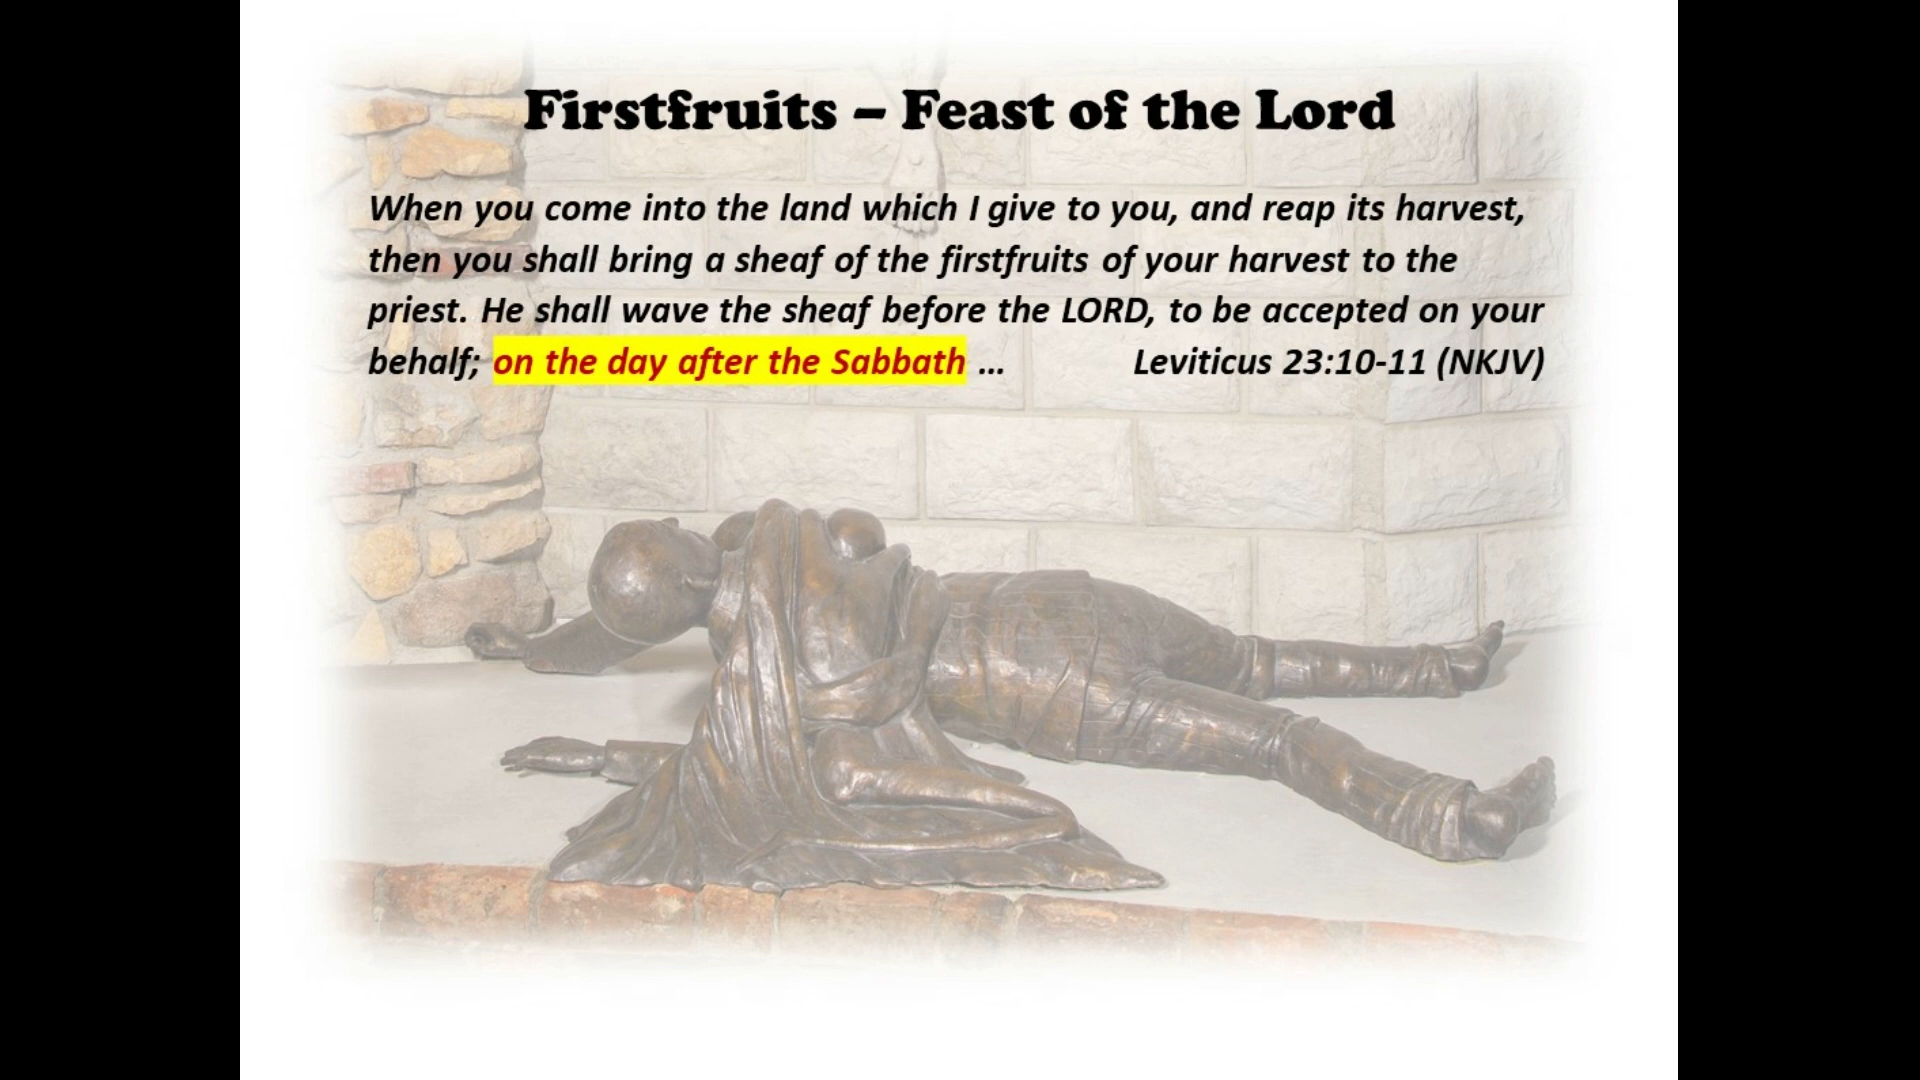 Firstfruits – Feast of the Lord
When you come into the land which I give to you, and reap its harvest,
then you shall bring a sheaf of the firstfruits of your harvest to the
priest. He shall wave the sheaf before the LORD, to be accepted on your
behalf; on the day after the Sabbath ... Leviticus 23:10-11 (NKJV)